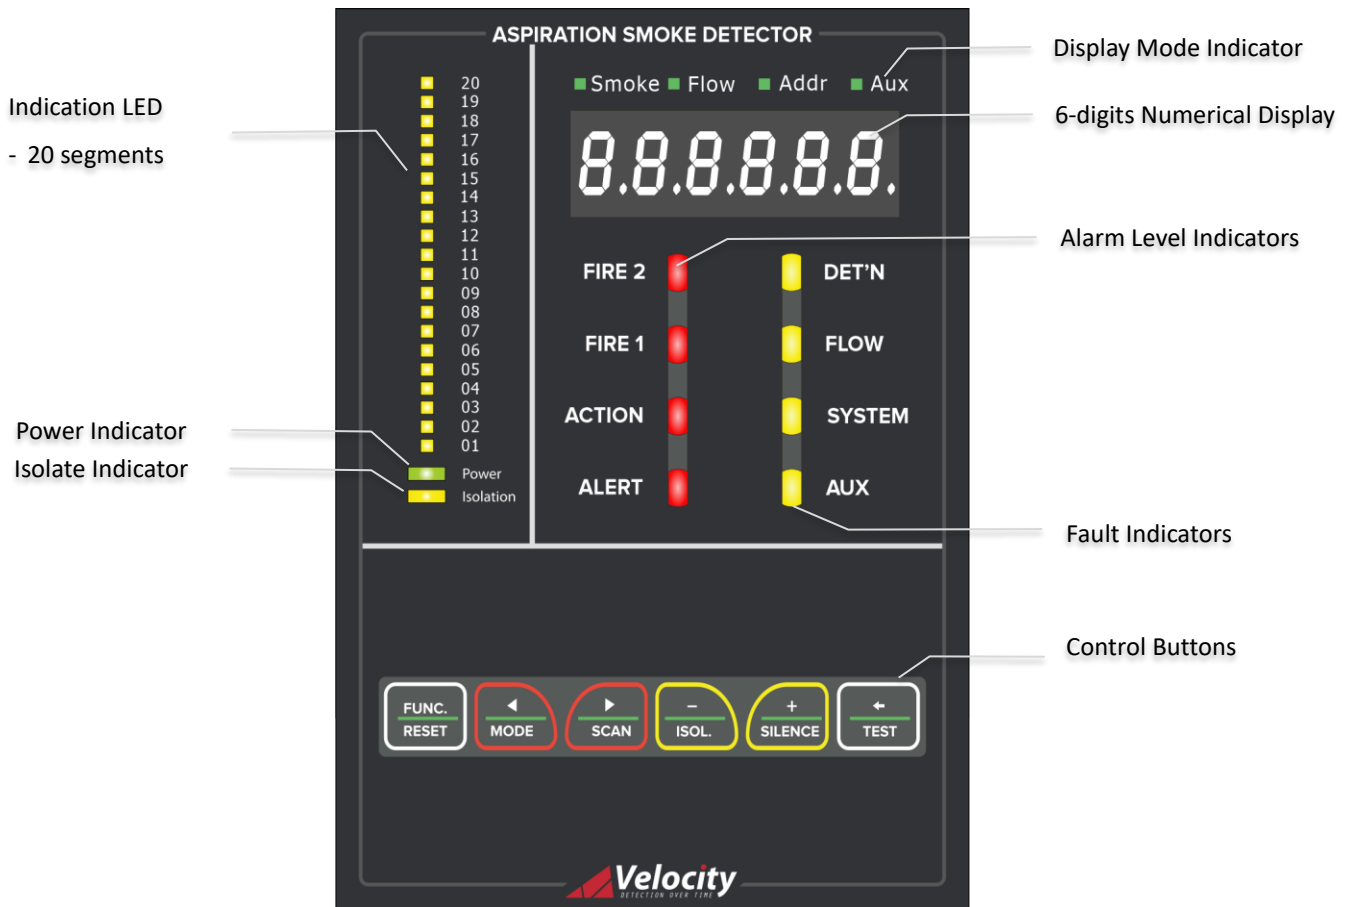 ASPIRATION SMOKE DETECTOR
Display Mode Indicator
Smoke Flow Addr Aux
6-digits Numerical Display
8.8.8.8.8.8.
Indication LED
- 20 segments
20
19
18
17
16
15
14
13
12
11
10
09
08
07
06
05
04
03
02
01
Power
Isolation
Power Indicator
Isolate Indicator
Alarm Level Indicators
FIRE 2 DET'N
FIRE 1 FLOW
ACTION SYSTEM
ALERT AUX
Fault Indicators
Control Buttons
FUNC. - +
RESET MODE SCAN ISOL. SILENCE TEST
Velocity
DETECTION OVER TIME